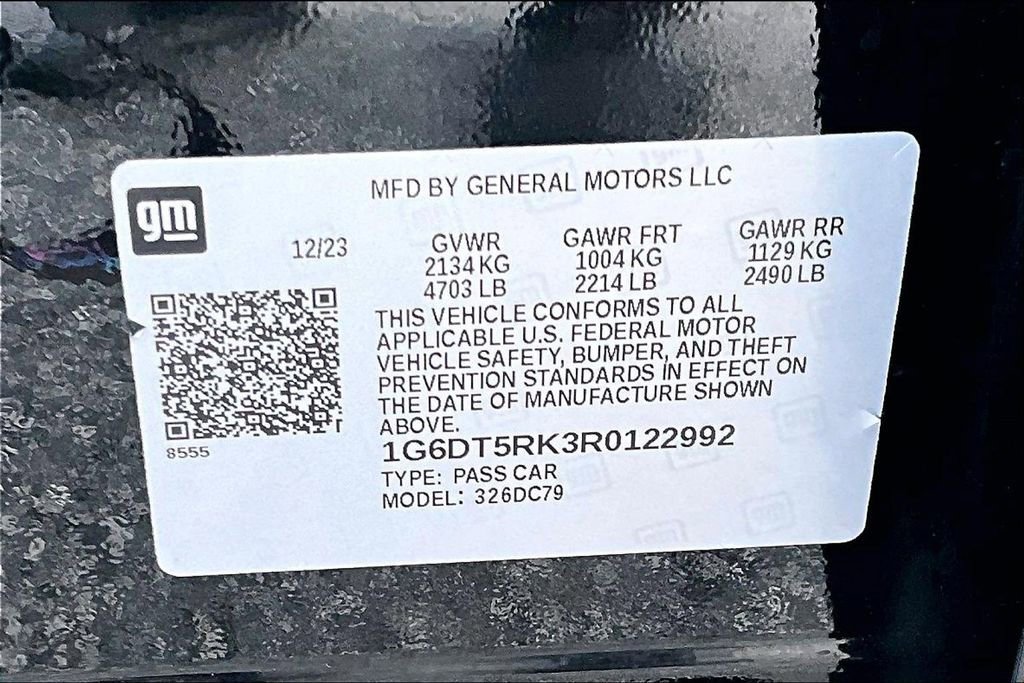 MFD BY GENERAL MOTORS LLC
gm
12/23
GVWR GAWR FRT GAWR RR
2134 KG 1004 KG 1129 KG
4703 LB 2214 LB 2490 LB
THIS VEHICLE CONFORMS TO ALL
APPLICABLE U.S. FEDERAL MOTOR
VEHICLE SAFETY, BUMPER, AND THEFT
PREVENTION STANDARDS IN EFFECT ON
THE DATE OF MANUFACTURE SHOWN
ABOVE.
8555
1G6DT5RK3R0122992
TYPE: PASS CAR
MODEL: 326DC79